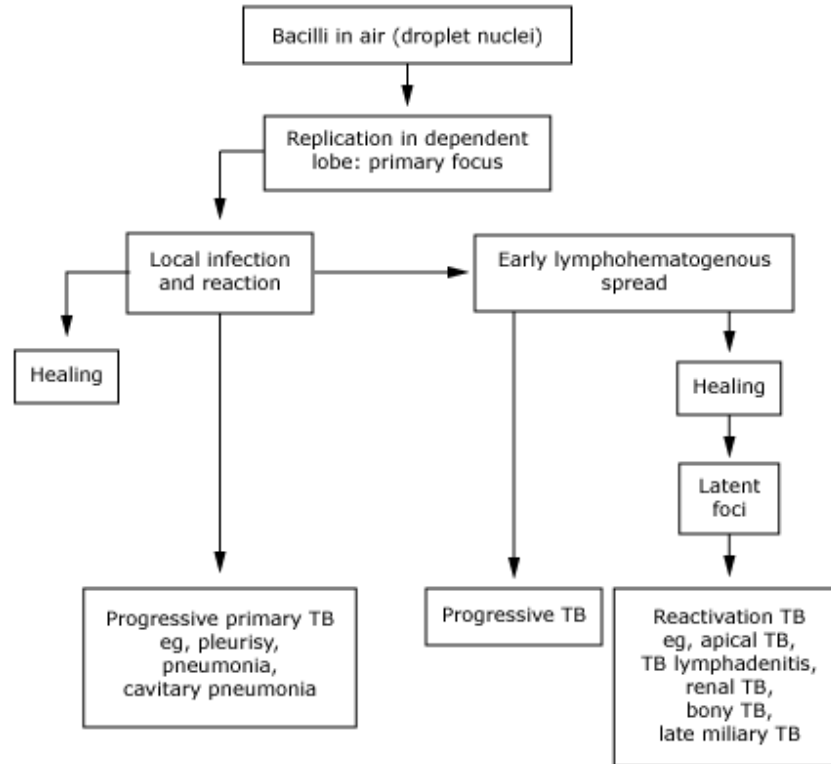 Bacilli in air (droplet nuclei)
Replication in dependent
lobe: primary focus
Local infection
and reaction
Early lymphohematogenous
spread
Healing
Healing
Latent
foci
Progressive primary TB
eg, pleurisy,
pneumonia,
cavitary pneumonia
Progressive TB
Reactivation TB
eg, apical TB,
TB lymphadenitis,
renal TB,
bony TB,
late miliary TB